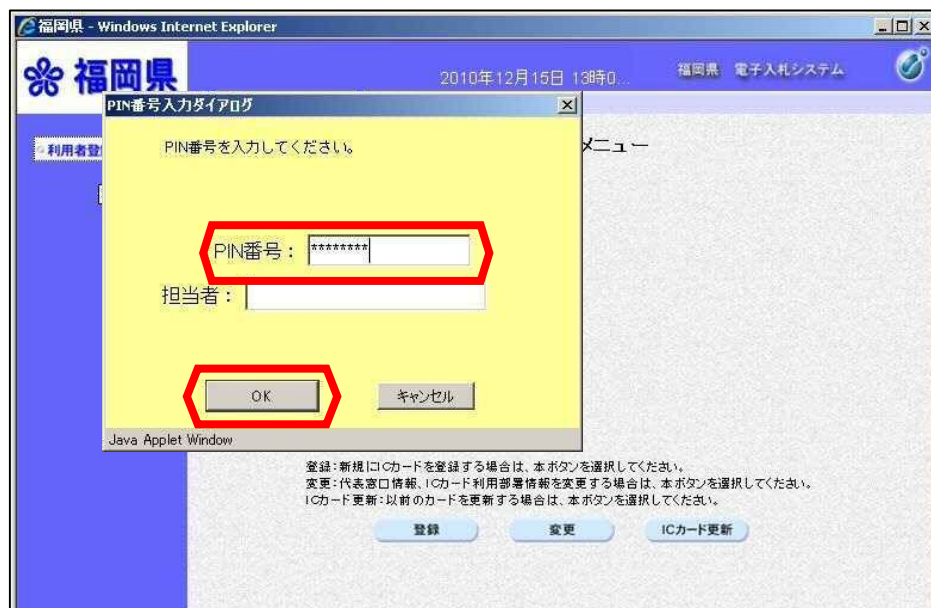 福岡県 - Windows Internet Explorer
福岡県
2010年12月15日 13時0...
福岡県 電子入札システム
PIN番号入力ダイアログ
利用者登
メニュー
PIN番号を入力してください。
PIN番号： ********
担当者：
OK キャンセル
Java Applet Window
登録：新規にICカードを登録する場合は、本ボタンを選択してください。
変更：代表窓口情報、ICカード利用部署情報を変更する場合は、本ボタンを選択してください。
ICカード更新：以前のカードを更新する場合は、本ボタンを選択してください。
登録 変更 ICカード更新